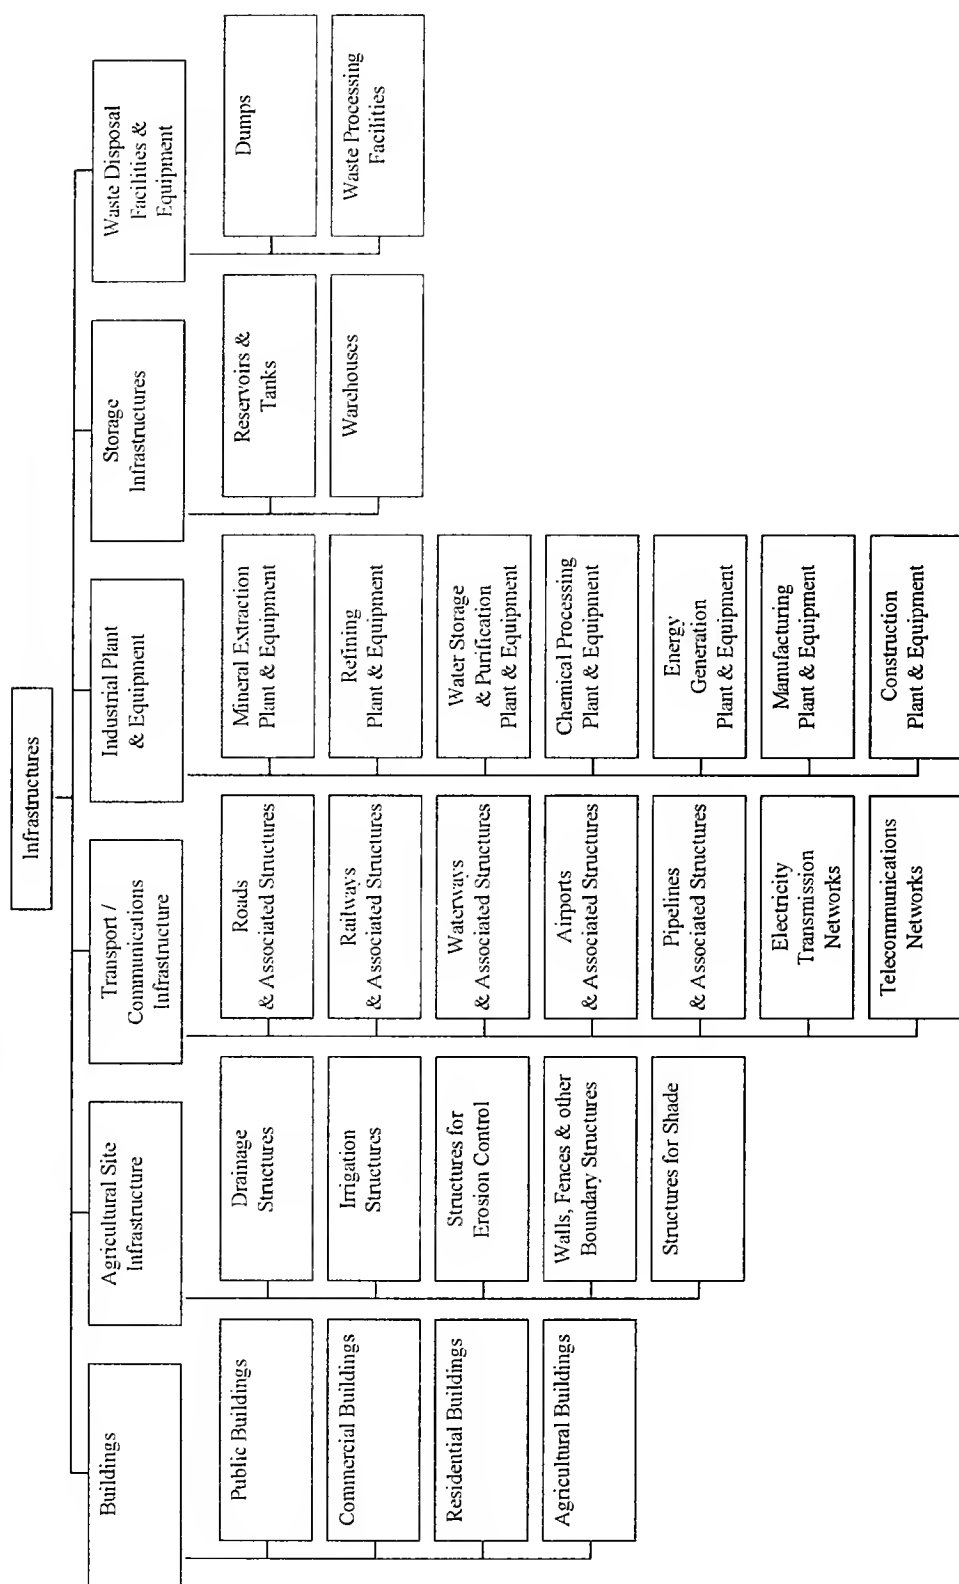 Infrastructures
Buildings
Public Buildings
Commercial Buildings
Residential Buildings
Agricultural Buildings
Agricultural Site
Infrastructure
Drainage
Structures
Irrigation
Structures
Structures for
Erosion Control
Walls, Fences & other
Boundary Structures
Structures for Shade
Transport /
Communications
Infrastructure
Roads
& Associated Structures
Railways
& Associated Structures
Waterways
& Associated Structures
Airports
& Associated Structures
Pipelines
& Associated Structures
Electricity
Transmission
Networks
Telecommunications
Networks
Industrial Plant
& Equipment
Mineral Extraction
Plant & Equipment
Refining
Plant & Equipment
Water Storage
& Purification
Plant & Equipment
Chemical Processing
Plant & Equipment
Energy
Generation
Plant & Equipment
Manufacturing
Plant & Equipment
Construction
Plant & Equipment
Storage
Infrastructures
Reservoirs &
Tanks
Warehouses
Waste Disposal
Facilities &
Equipment
Dumps
Waste Processing
Facilities